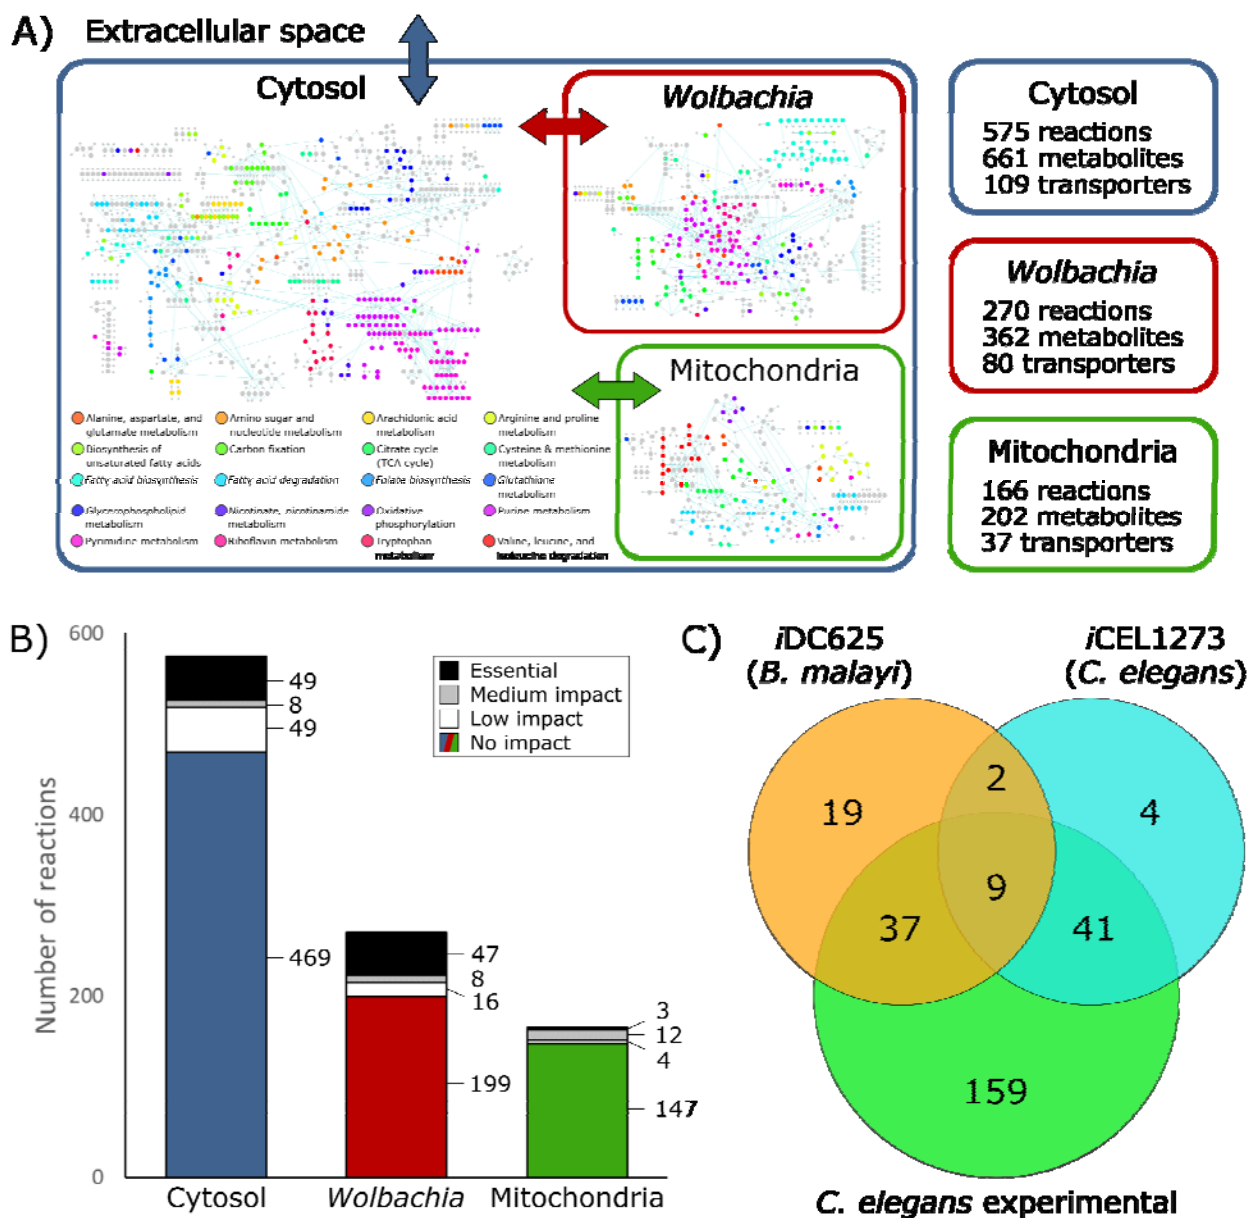 A)
Extracellular space
Cytosol
Wolbachia
Mitochondria
Alanine, aspartate, and
glutamate metabolism
Amino sugar and
nucleotide metabolism
Arachidonic acid
metabolism
Arginine and proline
metabolism
Biosynthesis of
unsaturated fatty acids
Carbon fixation
Citrate cycle
(TCA cycle)
Cysteine & methionine
metabolism
Fatty acid biosynthesis
Fatty acid degradation
Folate biosynthesis
Glutathione
metabolism
Glycerophospholipid
metabolism
Nicotinate, nicotinamide
metabolism
Oxidative
phosphorylation
Purine metabolism
Pyrimidine metabolism
Riboflavin metabolism
Tryptophan
metabolism
Valine, leucine, and
isoleucine degradation
Cytosol
575 reactions
661 metabolites
109 transporters
Wolbachia
270 reactions
362 metabolites
80 transporters
Mitochondria
166 reactions
202 metabolites
37 transporters
B)
Number of reactions
600
400
200
0
Essential
Medium impact
Low impact
No impact
49
8
49
469
47
8
16
199
3
12
4
147
Cytosol
Wolbachia
Mitochondria
C)
iDC625
(B. malayi)
iCEL1273
(C. elegans)
19
2
4
9
37
41
159
C. elegans experimental